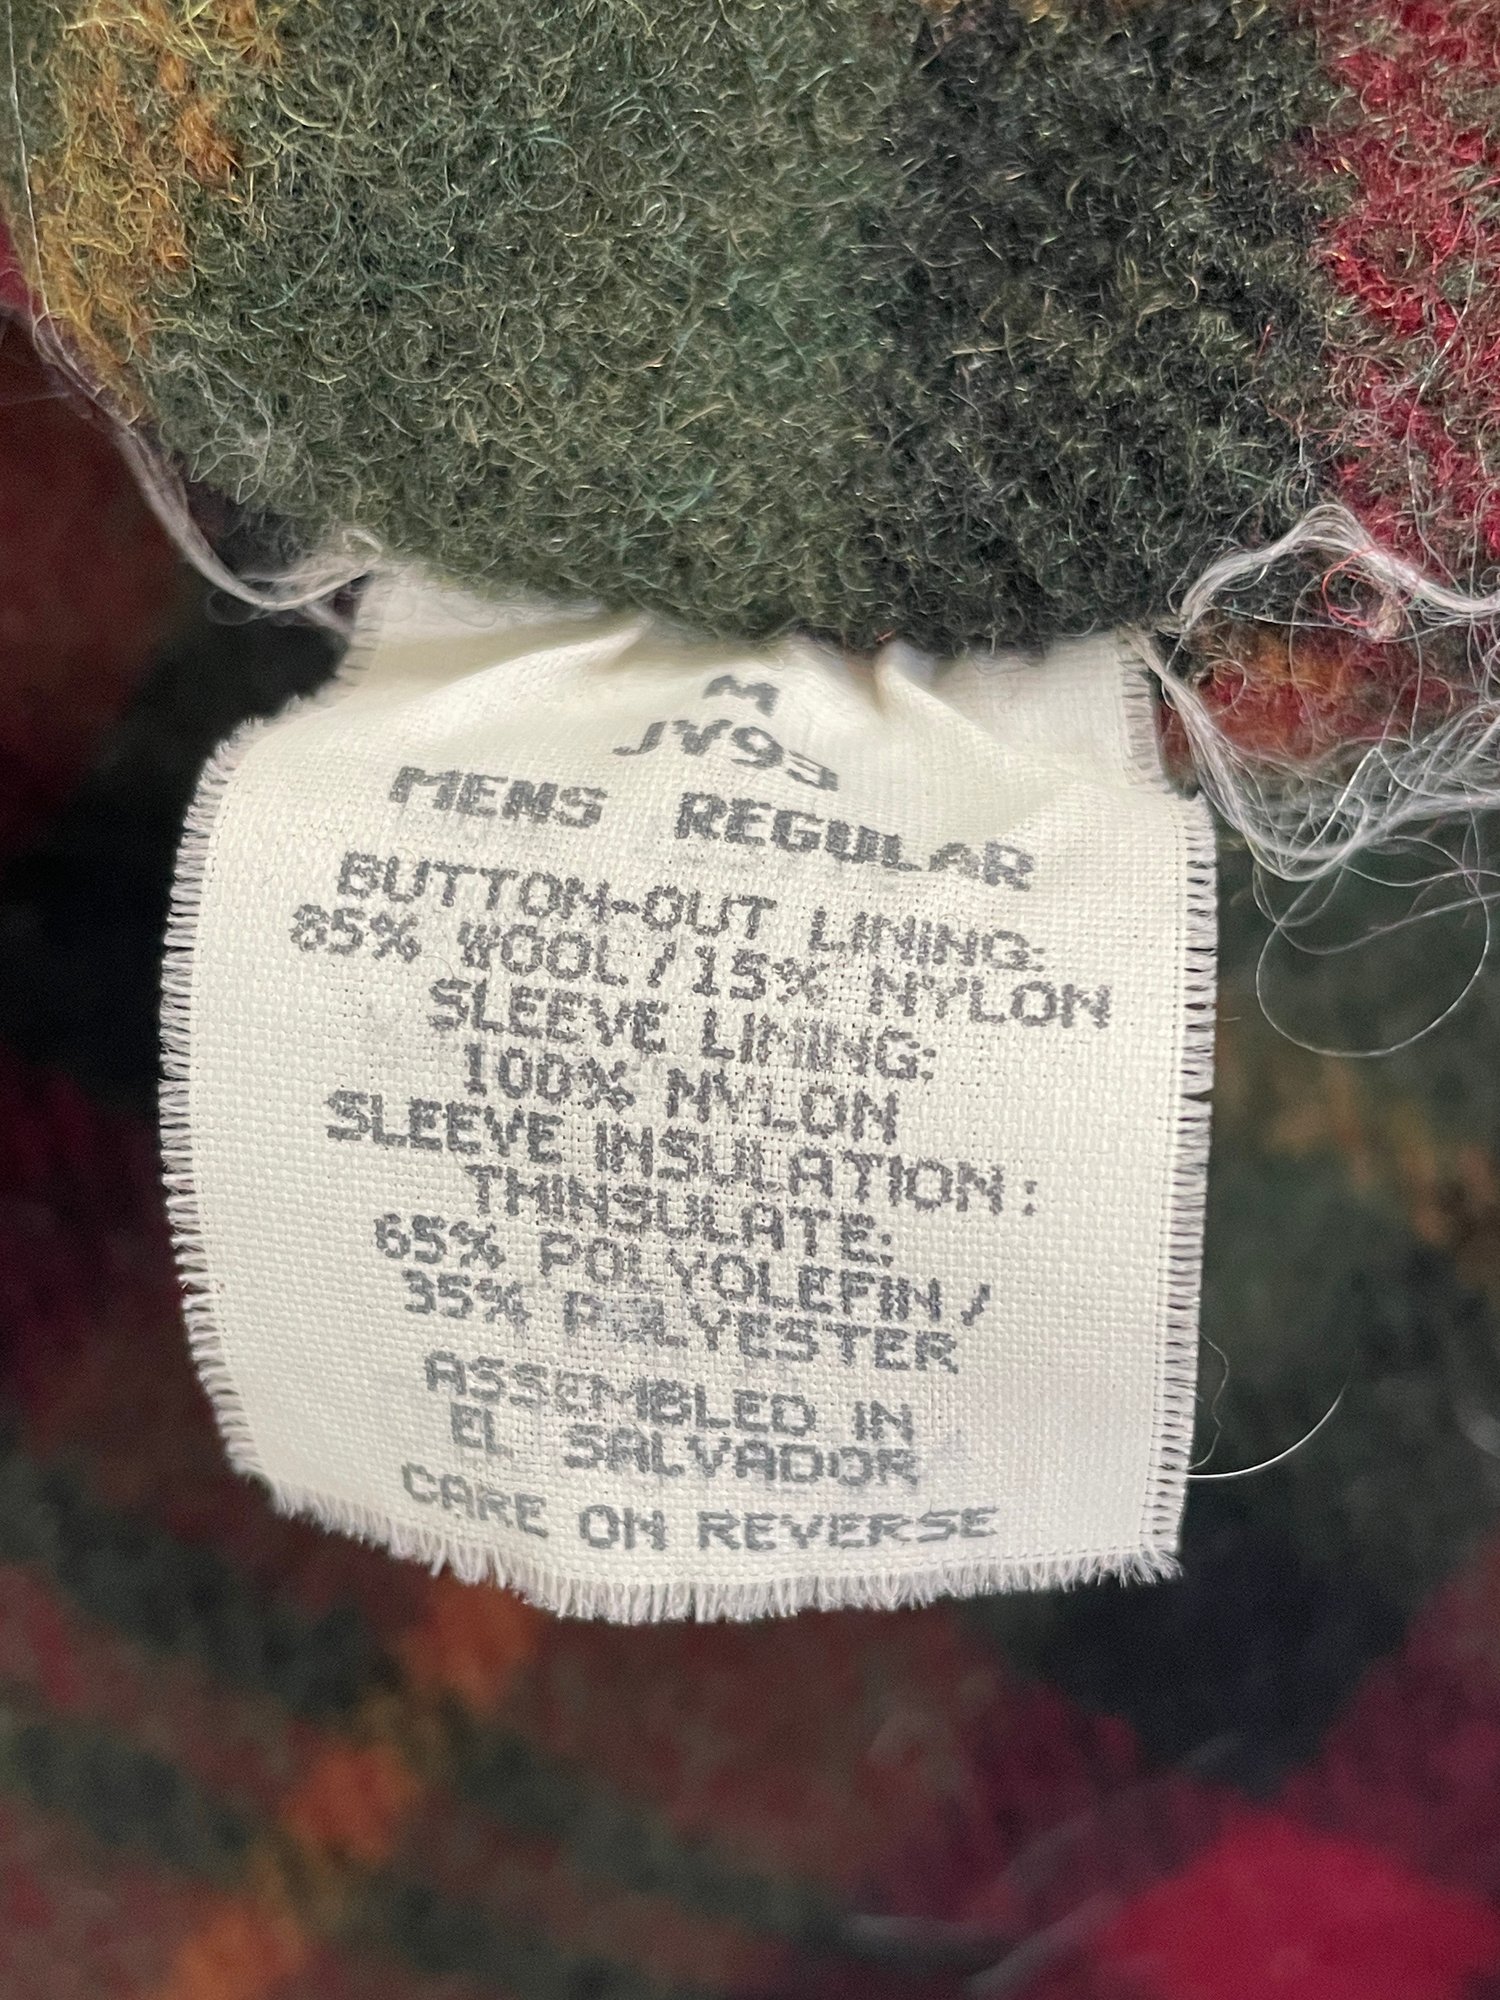 M
JV93
MENS REGULAR
BUTTON-OUT LINING:
85% WOOL/15% NYLON
SLEEVE LINING:
100% NYLON
SLEEVE INSULATION:
THINSULATE:
65% POLYOLEFIN/
35% POLYESTER
ASSEMBLED IN
EL SALVADOR
CARE ON REVERSE